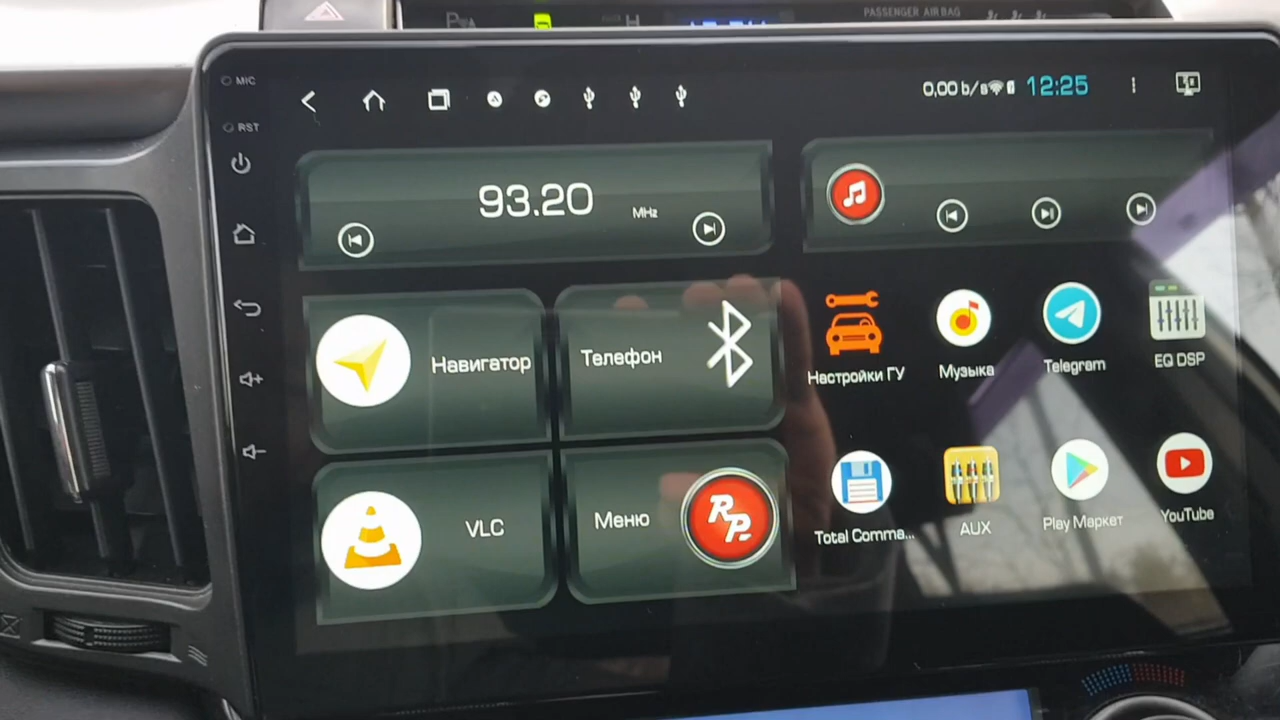 PASSENGER AIR BAG
MIC
RST
0,00 b/s
12:25
93.20
MHz
Навигатор
Телефон
Настройки ГУ
Музыка
Telegram
EQ DSP
VLC
Меню
RP
Total Comma...
AUX
Play Маркет
YouTube